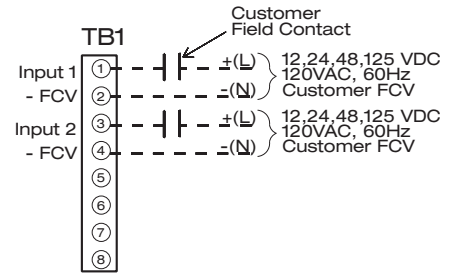 Customer
Field Contact
TB1
Input 1 1 +(L) 12,24,48,125 VDC
120VAC, 60Hz
- FCV 2 -(N) Customer FCV
Input 2 3 +(L) 12,24,48,125 VDC
120VAC, 60Hz
- FCV 4 -(N) Customer FCV
5
6
7
8